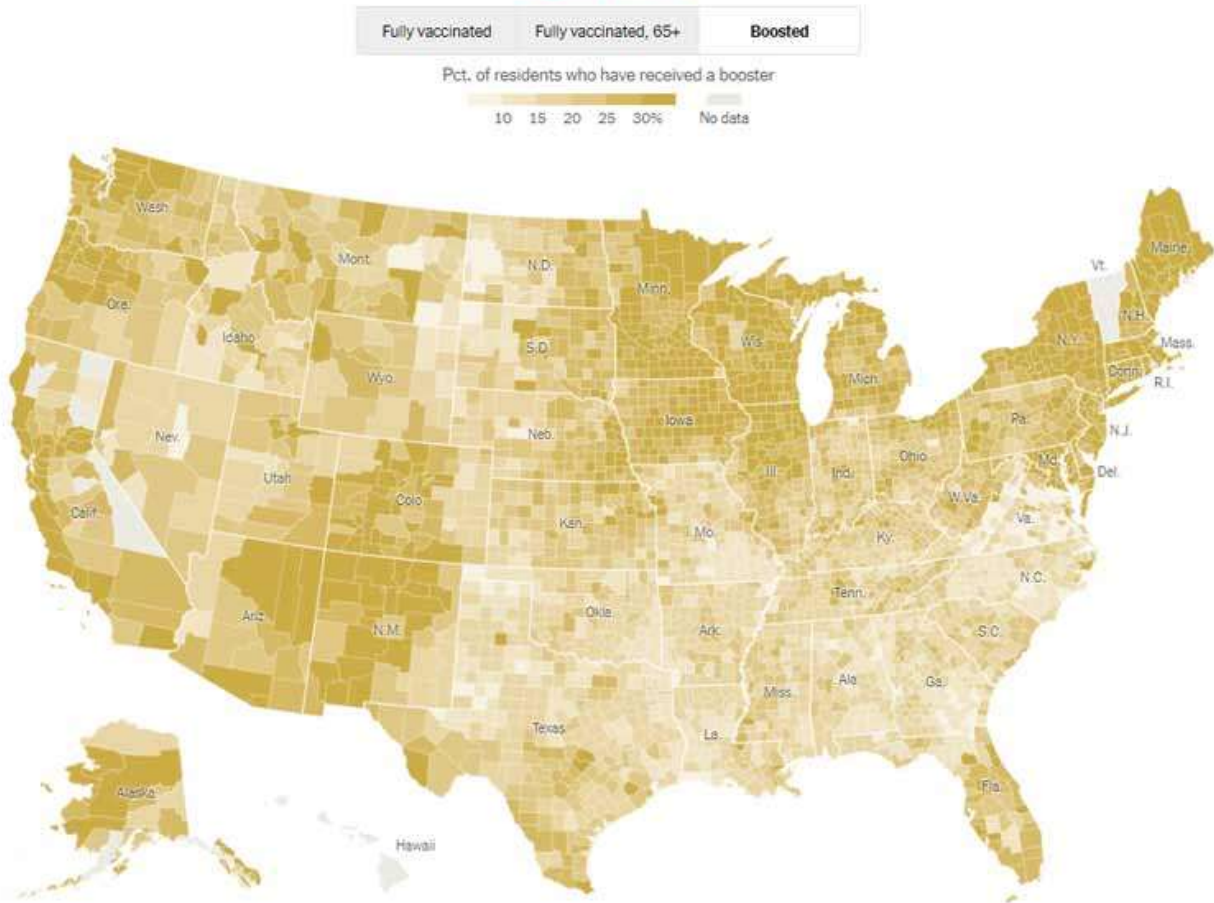 Fully vaccinated Fully vaccinated, 65+ Boosted
Pct. of residents who have received a booster
10 15 20 25 30% No data
Wash.
Mont.
N.D.
Minn.
Vt.
Maine
Ore.
Idaho
Wyo.
S.D.
Wis.
Mich.
N.Y.
N.H.
Mass.
Conn.
R.I.
Nev.
Utah
Colo.
Neb.
Iowa
Ill.
Ind.
Ohio
Pa.
N.J.
Md.
Del.
Calif.
Kan.
Mo.
Ky.
W.Va.
Va.
Ariz.
N.M.
Okla.
Ark.
Tenn.
N.C.
S.C.
Texas
La.
Miss.
Ala.
Ga.
Fla.
Alaska
Hawaii